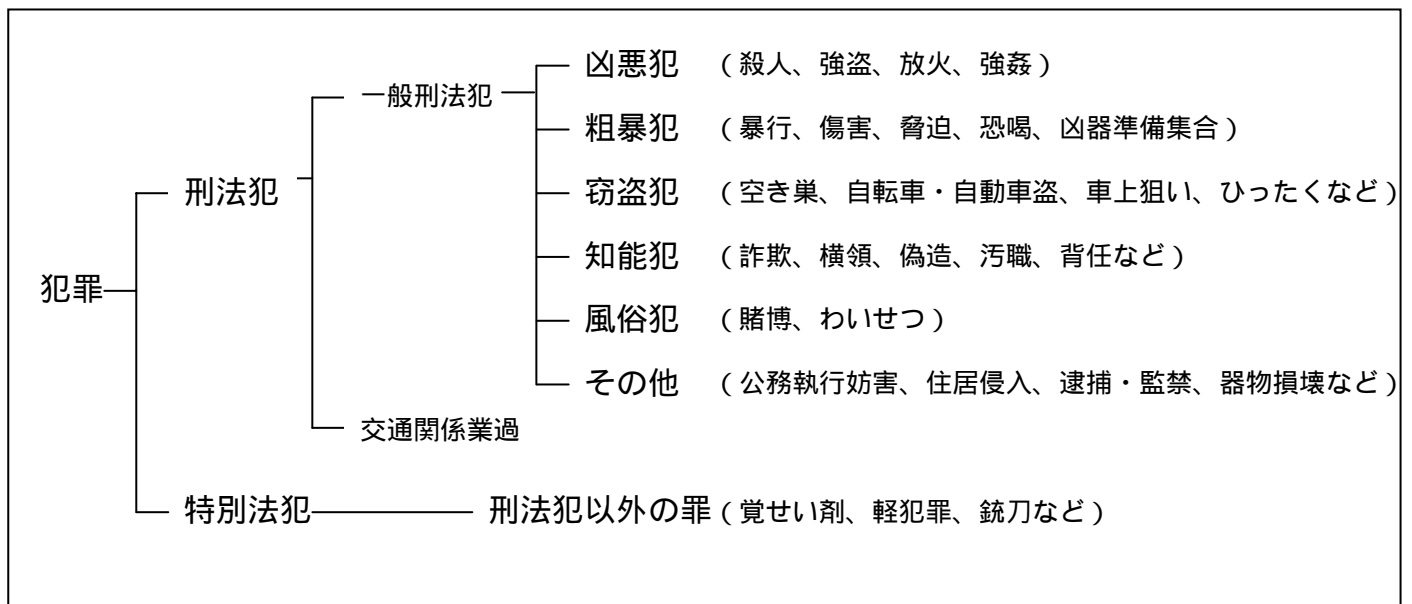 凶悪犯 （殺人、強盗、放火、強姦）
一般刑法犯
粗暴犯 （暴行、傷害、脅迫、恐喝、凶器準備集合）
刑法犯 窃盗犯 （空き巣、自転車・自動車盗、車上狙い、ひったくなど）
知能犯 （詐欺、横領、偽造、汚職、背任など）
犯罪
風俗犯 （賭博、わいせつ）
その他 （公務執行妨害、住居侵入、逮捕・監禁、器物損壊など）
交通関係業過
特別法犯 刑法犯以外の罪（覚せい剤、軽犯罪、銃刀など）